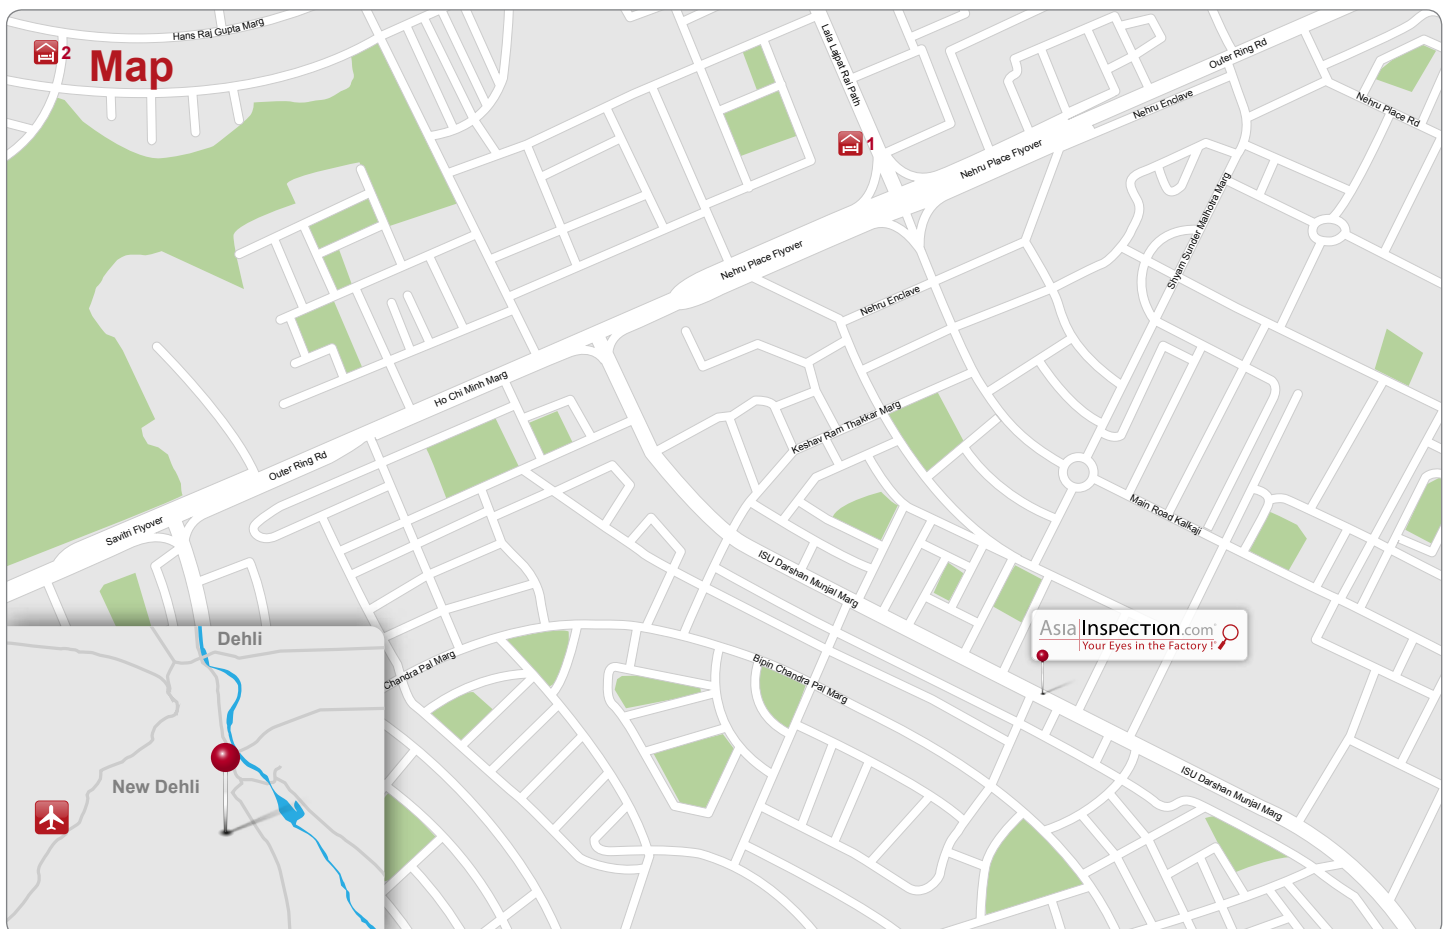 Hans Raj Gupta Marg
2
Map
Lala Lajpat Rai Path
1
Outer Ring Rd
Nehru Enclave
Nehru Place Rd
Nehru Place Flyover
Shyam Sunder Malhotra Marg
Nehru Place Flyover
Nehru Enclave
Ho Chi Minh Marg
Keshav Ram Thakkar Marg
Outer Ring Rd
Main Road Kalkaji
Savitri Flyover
ISU Darshan Munjal Marg
AsiaInspection.com
Your Eyes in the Factory !
Dehli
Chandra Pal Marg
Bipin Chandra Pal Marg
New Dehli
ISU Darshan Munjal Marg